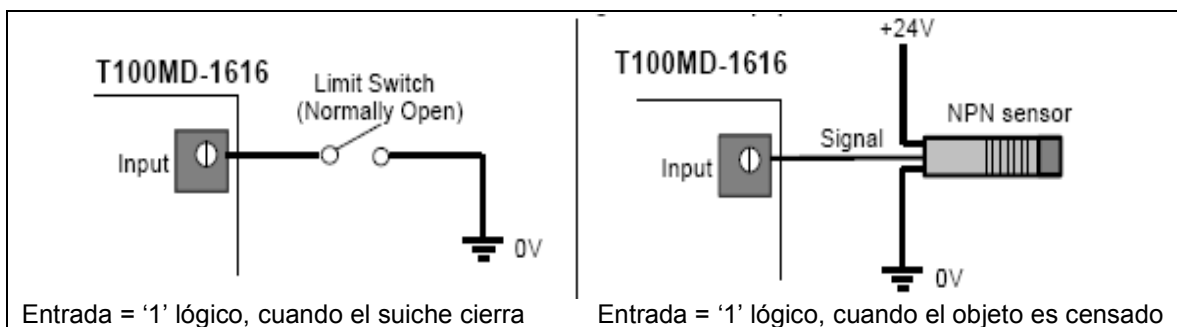 T100MD-1616
Limit Switch
(Normally Open)
Input
0V
Entrada = ‘1’ lógico, cuando el suiche cierra
+24V
T100MD-1616
NPN sensor
Signal
Input
0V
Entrada = ‘1’ lógico, cuando el objeto es censado